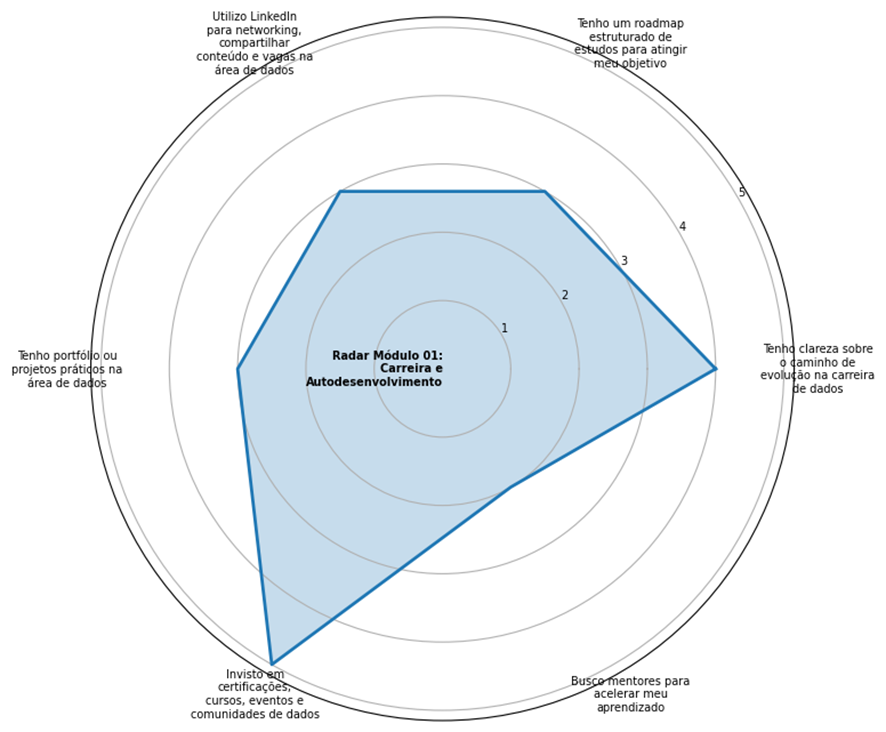 Utilizo LinkedIn
para networking,
compartilhar
conteúdo e vagas na
área de dados
Tenho um roadmap
estruturado de
estudos para atingir
meu objetivo
5
4
3
2
1
Radar Módulo 01:
Carreira e
Autodesenvolvimento
Tenho portfólio ou
projetos práticos na
área de dados
Tenho clareza sobre
o caminho de
evolução na carreira
de dados
Invisto em
certificações,
cursos, eventos e
comunidades de dados
Busco mentores para
acelerar meu
aprendizado